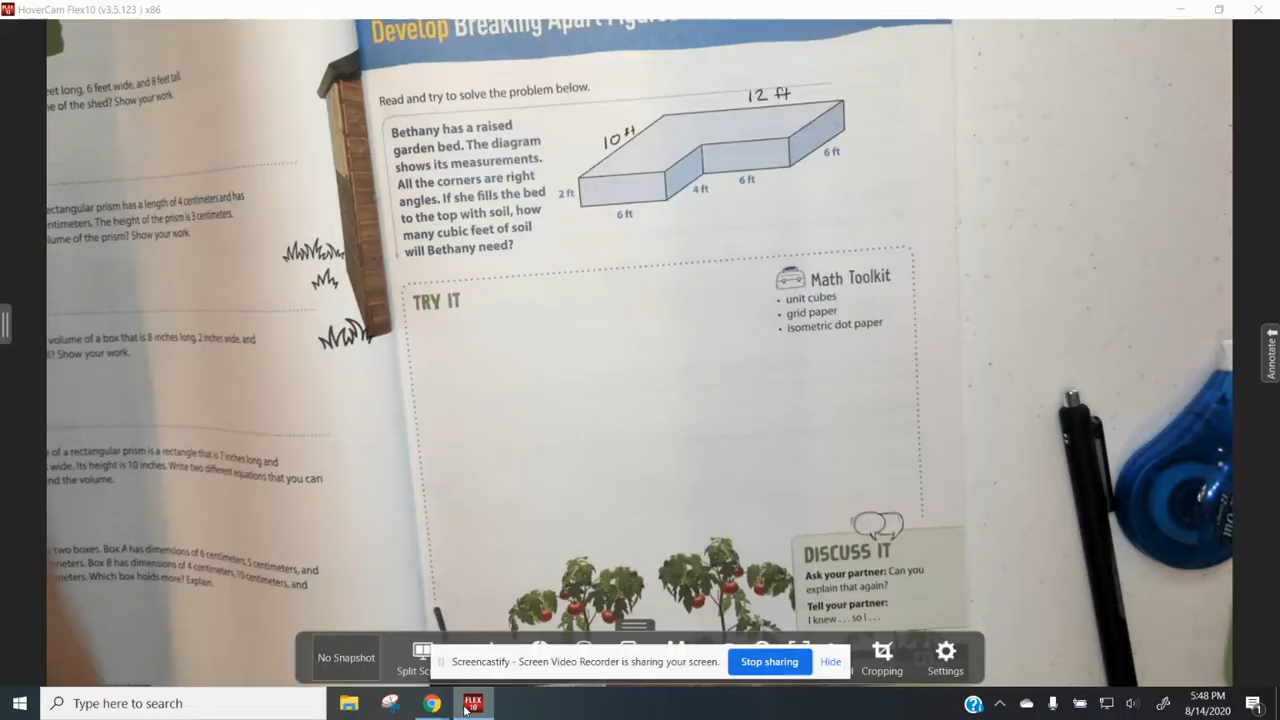 HoverCam Flex10 (v3.5.123) | x86
Develop Breaking Apart Figures
Read and try to solve the problem below.
Bethany has a raised
garden bed. The diagram
shows its measurements.
All the corners are right
angles. If she fills the bed
to the top with soil, how
many cubic feet of soil
will Bethany need?
12 ft
10 ft
2 ft
6 ft
4 ft
6 ft
6 ft
TRY IT
Math Toolkit
• unit cubes
• grid paper
• isometric dot paper
DISCUSS IT
Ask your partner: Can you
explain that again?
Tell your partner:
I knew . . . so I . . .
eet long, 6 feet wide, and 8 feet tall.
e of the shed? Show your work.
ectangular prism has a length of 4 centimeters and has
ntimeters. The height of the prism is 3 centimeters.
lume of the prism? Show your work.
volume of a box that is 8 inches long, 2 inches wide, and
l? Show your work.
of a rectangular prism is a rectangle that is 7 inches long and
wide. Its height is 10 inches. Write two different equations that you can
nd the volume.
two boxes. Box A has dimensions of 6 centimeters, 5 centimeters, and
meters. Box B has dimensions of 4 centimeters, 10 centimeters, and
meters. Which box holds more? Explain.
Annotate
No Snapshot
Split Scr
Screencastify - Screen Video Recorder is sharing your screen.
Stop sharing
Hide
Cropping
Settings
Type here to search
FLEX
10
5:48 PM
8/14/2020
1